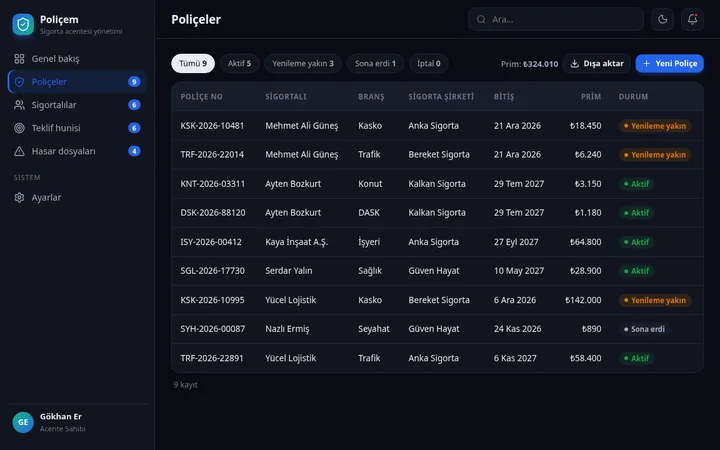 Poliçem
Sigorta acentesi yönetimi
Genel bakış
Poliçeler 9
Sigortalılar 6
Teklif hunisi 6
Hasar dosyaları 4
SİSTEM
Ayarlar
GE
Gökhan Er
Acente Sahibi
Poliçeler
Ara...
Tümü 9 Aktif 5 Yenileme yakın 3 Sona erdi 1 İptal 0 Prim: ₺324.010 Dışa aktar Yeni Poliçe
POLİÇE NO SİGORTALI BRANŞ SİGORTA ŞİRKETİ BİTİŞ PRİM DURUM
KSK-2026-10481 Mehmet Ali Güneş Kasko Anka Sigorta 21 Ara 2026 ₺18.450 Yenileme yakın
TRF-2026-22014 Mehmet Ali Güneş Trafik Bereket Sigorta 21 Ara 2026 ₺6.240 Yenileme yakın
KNT-2026-03311 Ayten Bozkurt Konut Kalkan Sigorta 29 Tem 2027 ₺3.150 Aktif
DSK-2026-88120 Ayten Bozkurt DASK Kalkan Sigorta 29 Tem 2027 ₺1.180 Aktif
ISY-2026-00412 Kaya İnşaat A.Ş. İşyeri Anka Sigorta 27 Eyl 2027 ₺64.800 Aktif
SGL-2026-17730 Serdar Yalın Sağlık Güven Hayat 10 May 2027 ₺28.900 Aktif
KSK-2026-10995 Yücel Lojistik Kasko Bereket Sigorta 6 Ara 2026 ₺142.000 Yenileme yakın
SYH-2026-00087 Nazlı Ermiş Seyahat Güven Hayat 24 Kas 2026 ₺890 Sona erdi
TRF-2026-22891 Yücel Lojistik Trafik Anka Sigorta 6 Kas 2027 ₺58.400 Aktif
9 kayıt